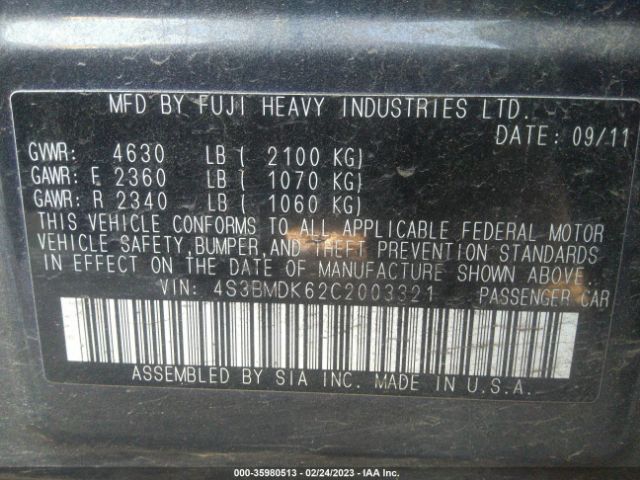 MFD BY FUJI HEAVY INDUSTRIES LTD.
DATE: 09/11
GVWR: 4630 LB ( 2100 KG)
GAWR: F 2360 LB ( 1070 KG)
GAWR: R 2340 LB ( 1060 KG)
THIS VEHICLE CONFORMS TO ALL APPLICABLE FEDERAL MOTOR
VEHICLE SAFETY BUMPER, AND THEFT PREVENTION STANDARDS
IN EFFECT ON THE DATE OF MANUFACTURE SHOWN ABOVE.
VIN: 4S3BMDK62C2003321 PASSENGER CAR
ASSEMBLED BY SIA INC. MADE IN U.S.A.
000-35980513 - 02/24/2023 - IAA Inc.